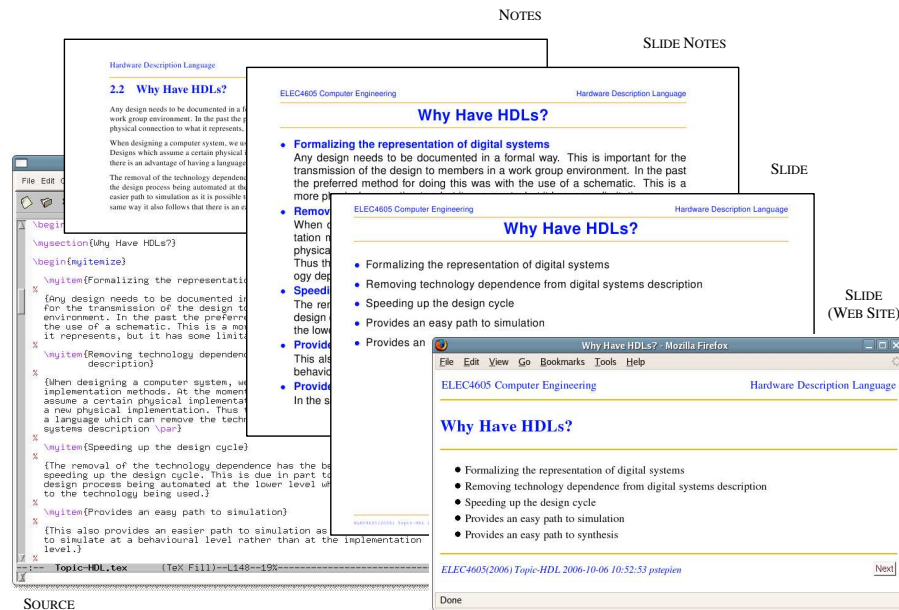 NOTES
SLIDE NOTES
SLIDE
SLIDE
(WEB SITE)
SOURCE
Hardware Description Language
2.2 Why Have HDLs?
Any design needs to be documented in a
work group environment. In the past the
physical connection to what it represents,
When designing a computer system, we
Designs which assume a certain physical
there is an advantage of having a language
The removal of the technology
the design process being automated at the
easier path to simulation as it is possible
same way it also follows that there is an
ELEC4605 Computer Engineering Hardware Description Language
Why Have HDLs?
• Formalizing the representation of digital systems
Any design needs to be documented in a formal way. This is important for the
transmission of the design to members in a work group environment. In the past
the preferred method for doing this was with the use of a schematic. This is a
more
When
Thus
• Speedi
The
design
the
• Provide
This
• Provide
In the
ELEC4605 Computer Engineering Hardware Description Language
Why Have HDLs?
• Formalizing the representation of digital systems
• Removing technology dependence from digital systems description
• Speeding up the design cycle
• Provides an easy path to simulation
• Provides an
File Edit
\begin
\mysection{Why Have HDLs?}
\begin{myitemize}
\myitem{Formalizing the representatio
%
{Any design needs to be documented in
for the transmission of the design to
environment. In the past the preferre
the use of a schematic. This is a mo
it represents, but it has some limita
%
\myitem{Removing technology dependenc
description}
%
{When designing a computer system, we
implementation methods. At the moment
assume a certain physical implementat
a new physical implementation. Thus
a language which can remove the techn
systems description \par}
%
\myitem{Speeding up the design cycle}
%
{The removal of the technology dependence has the be
speeding up the design cycle. This is due in part to
design process being automated at the lower level wh
to the technology being used.}
%
\myitem{Provides an easy path to simulation}
%
{This also provides an easier path to simulation as
to simulate at a behavioural level rather than at the implementation
level.}
%
--:-- Topic-HDL.tex (TeX Fill)--L148--19%
Why Have HDLs? - Mozilla Firefox
File Edit View Go Bookmarks Tools Help
ELEC4605 Computer Engineering Hardware Description Language
Why Have HDLs?
• Formalizing the representation of digital systems
• Removing technology dependence from digital systems description
• Speeding up the design cycle
• Provides an easy path to simulation
• Provides an easy path to synthesis
ELEC4605(2006) Topic-HDL 2006-10-06 10:52:53 pstepien Next
Done